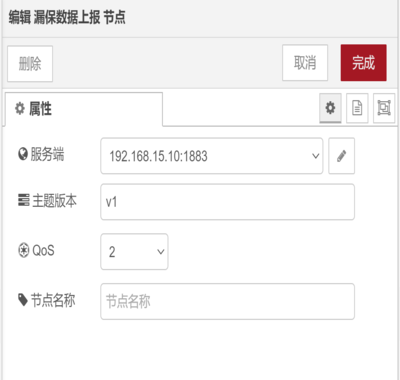 编辑 漏保数据上报 节点
删除 取消 完成
属性
服务端 192.168.15.10:1883
主题版本 v1
QoS 2
节点名称 节点名称